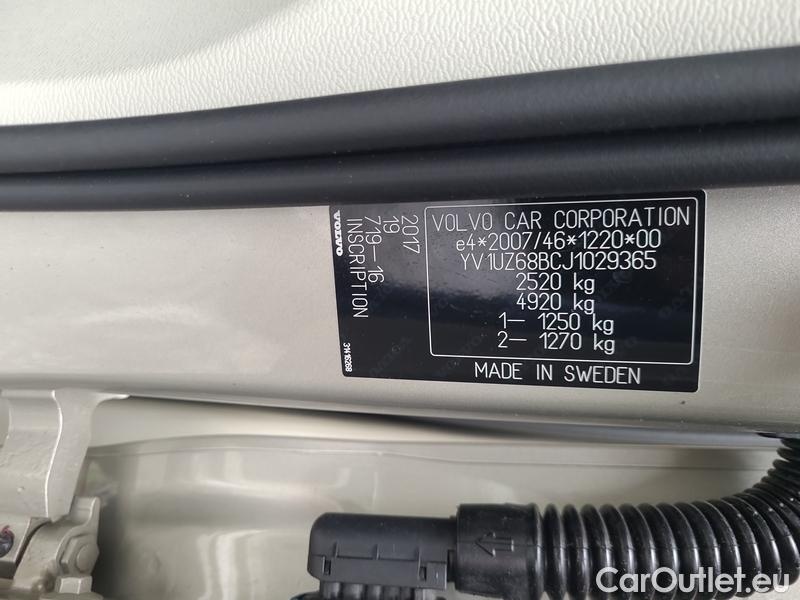 VOLVO CAR CORPORATION
e4*2007/46*1220*00
YV1UZ68BCJ1029365
2520 kg
4920 kg
1– 1250 kg
2– 1270 kg
MADE IN SWEDEN
2017
19
719–16
INSCRIPTION
VOLVO
CarOutlet.eu